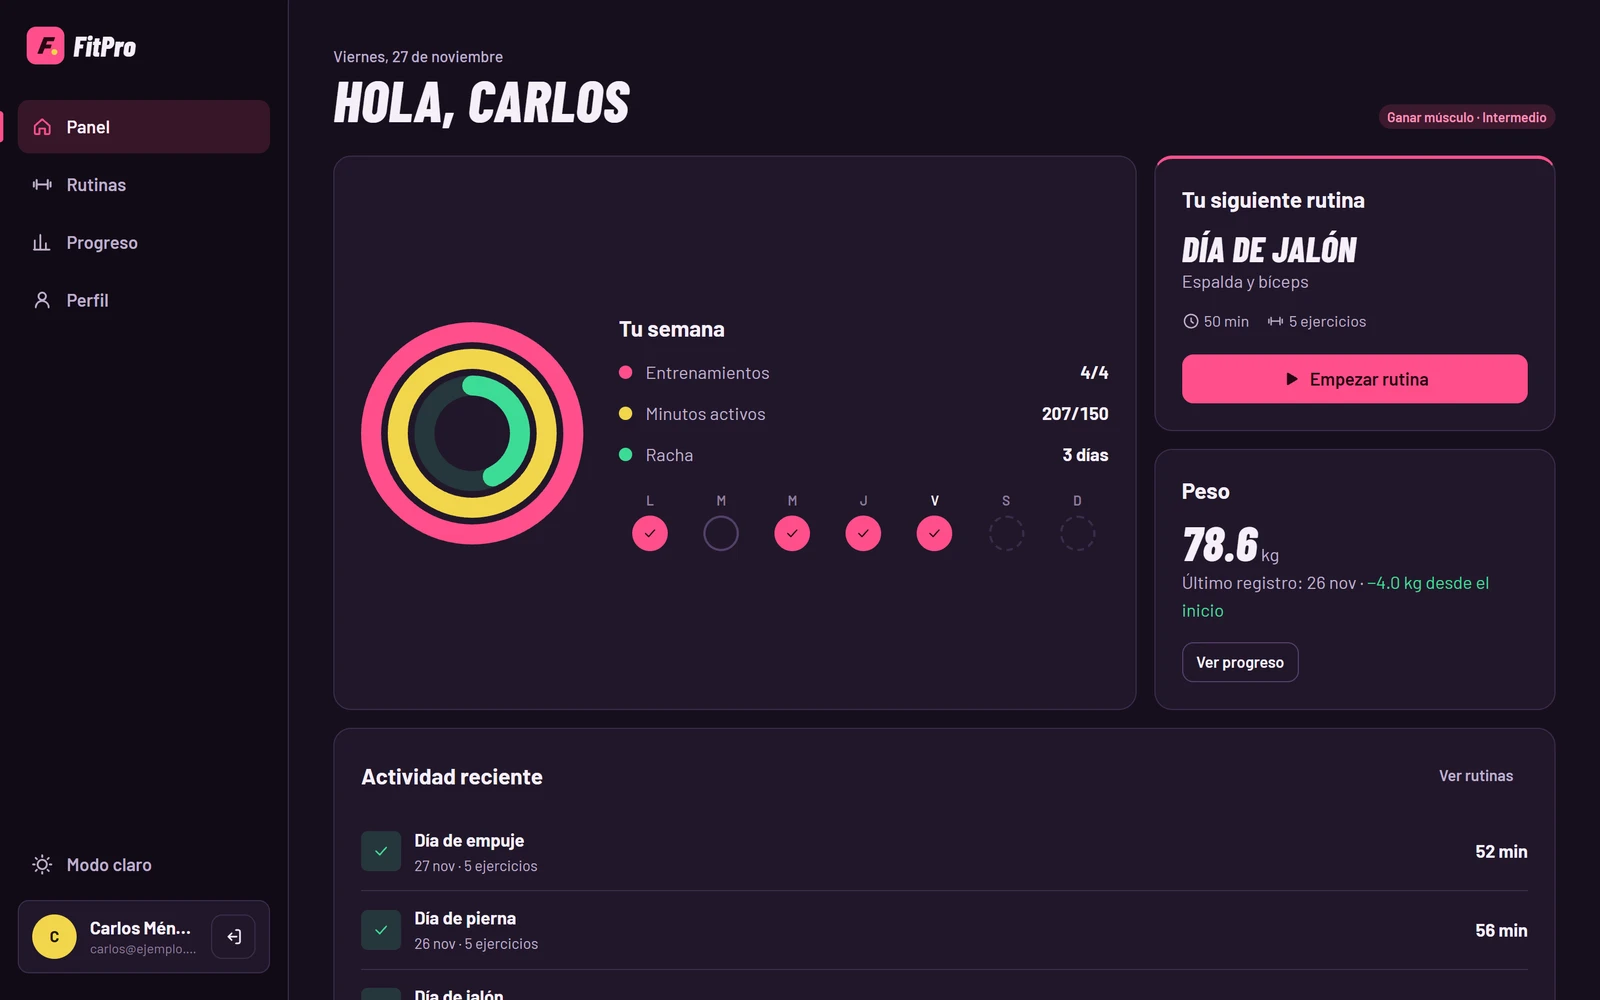 F.
FitPro
Panel
Rutinas
Progreso
Perfil
Modo claro
C
Carlos Mén...
carlos@ejemplo....
Viernes, 27 de noviembre
HOLA, CARLOS
Ganar músculo · Intermedio
Tu semana
Entrenamientos 4/4
Minutos activos 207/150
Racha 3 días
L M M J V S D
Tu siguiente rutina
DÍA DE JALÓN
Espalda y bíceps
50 min 5 ejercicios
Empezar rutina
Peso
78.6 kg
Último registro: 26 nov · −4.0 kg desde el
inicio
Ver progreso
Actividad reciente
Ver rutinas
Día de empuje
27 nov · 5 ejercicios
52 min
Día de pierna
26 nov · 5 ejercicios
56 min
Día de jalón